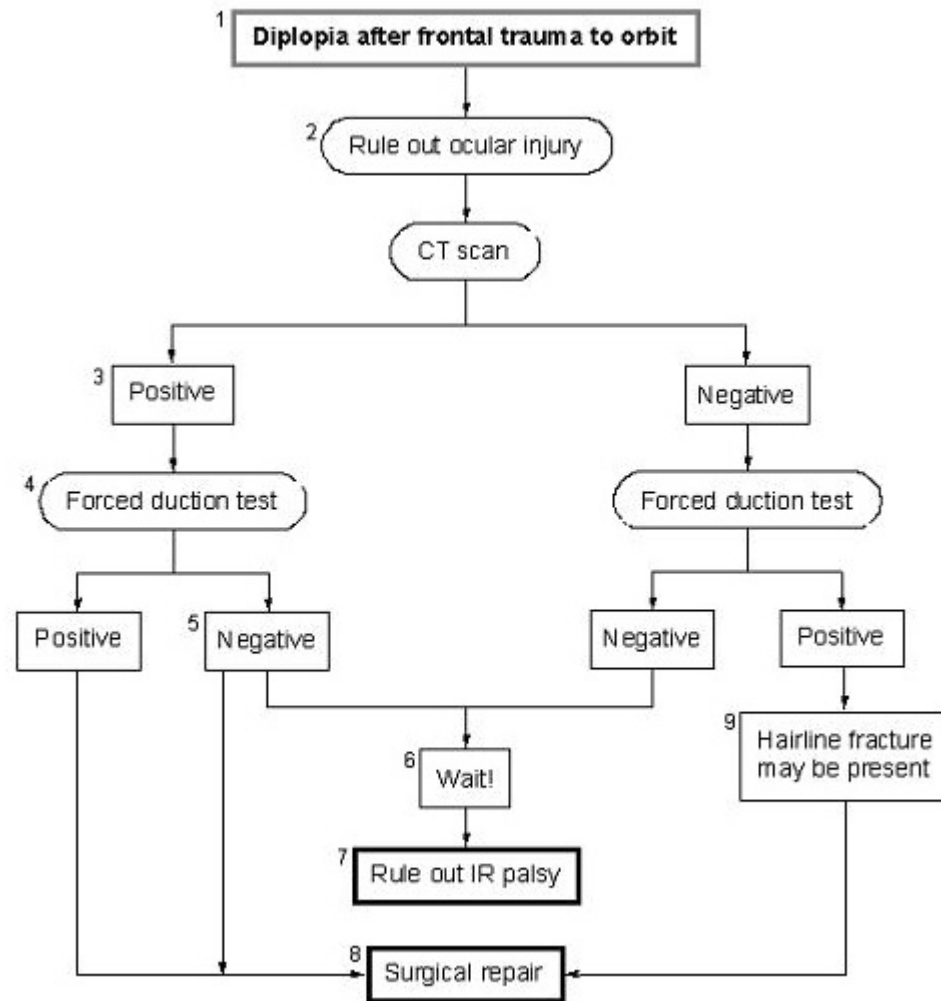 1
Diplopia after frontal trauma to orbit
2
Rule out ocular injury
CT scan
3
Positive
Negative
4
Forced duction test
Forced duction test
Positive
5
Negative
Negative
Positive
6
Wait!
9
Hairline fracture
may be present
7
Rule out IR palsy
8
Surgical repair